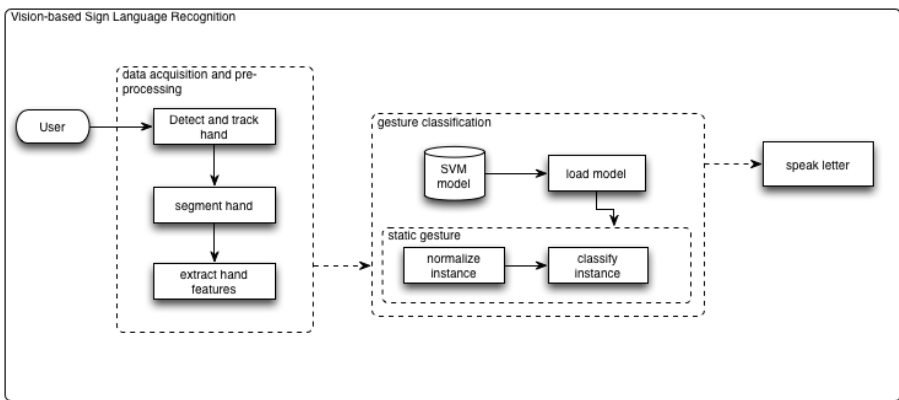 Vision-based Sign Language Recognition
data acquisition and pre-
processing
User
Detect and track
hand
segment hand
extract hand
features
gesture classification
SVM
model
load model
static gesture
normalize
instance
classify
instance
speak letter